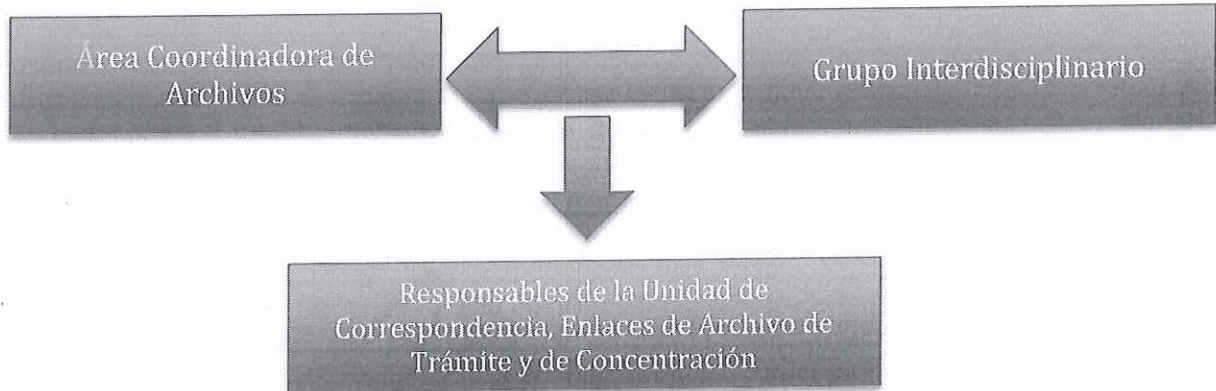 Área Coordinadora de
Archivos
Grupo Interdisciplinario
Responsables de la Unidad de
Correspondencia, Enlaces de Archivo de
Trámite y de Concentración